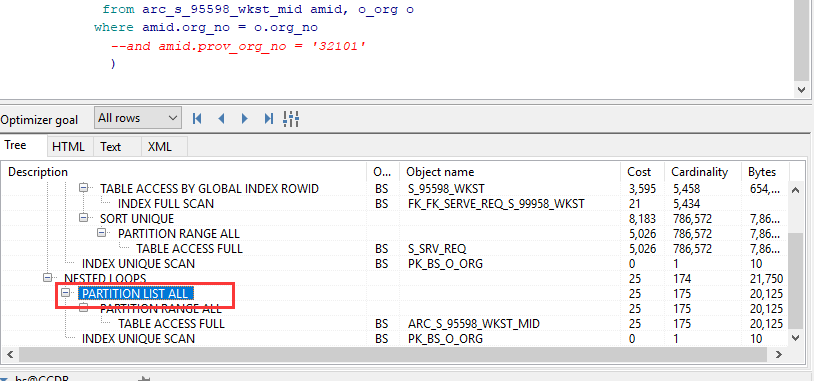 from arc_s_95598_wkst_mid amid, o_org o
where amid.org_no = o.org_no
--and amid.prov_org_no = '32101'
)
Optimizer goal All rows
Tree HTML Text XML
Description O... Object name Cost Cardinality Bytes
TABLE ACCESS BY GLOBAL INDEX ROWID BS S_95598_WKST 3,595 5,458 654,...
INDEX FULL SCAN BS FK_FK_SERVE_REQ_S_99958_WKST 21 5,434
SORT UNIQUE 8,183 786,572 7,86...
PARTITION RANGE ALL 5,026 786,572 7,86...
TABLE ACCESS FULL BS S_SRV_REQ 5,026 786,572 7,86...
INDEX UNIQUE SCAN BS PK_BS_O_ORG 0 1 10
NESTED LOOPS 25 174 21,750
PARTITION LIST ALL 25 175 20,125
PARTITION RANGE ALL 25 175 20,125
TABLE ACCESS FULL BS ARC_S_95598_WKST_MID 25 175 20,125
INDEX UNIQUE SCAN BS PK_BS_O_ORG 0 1 10